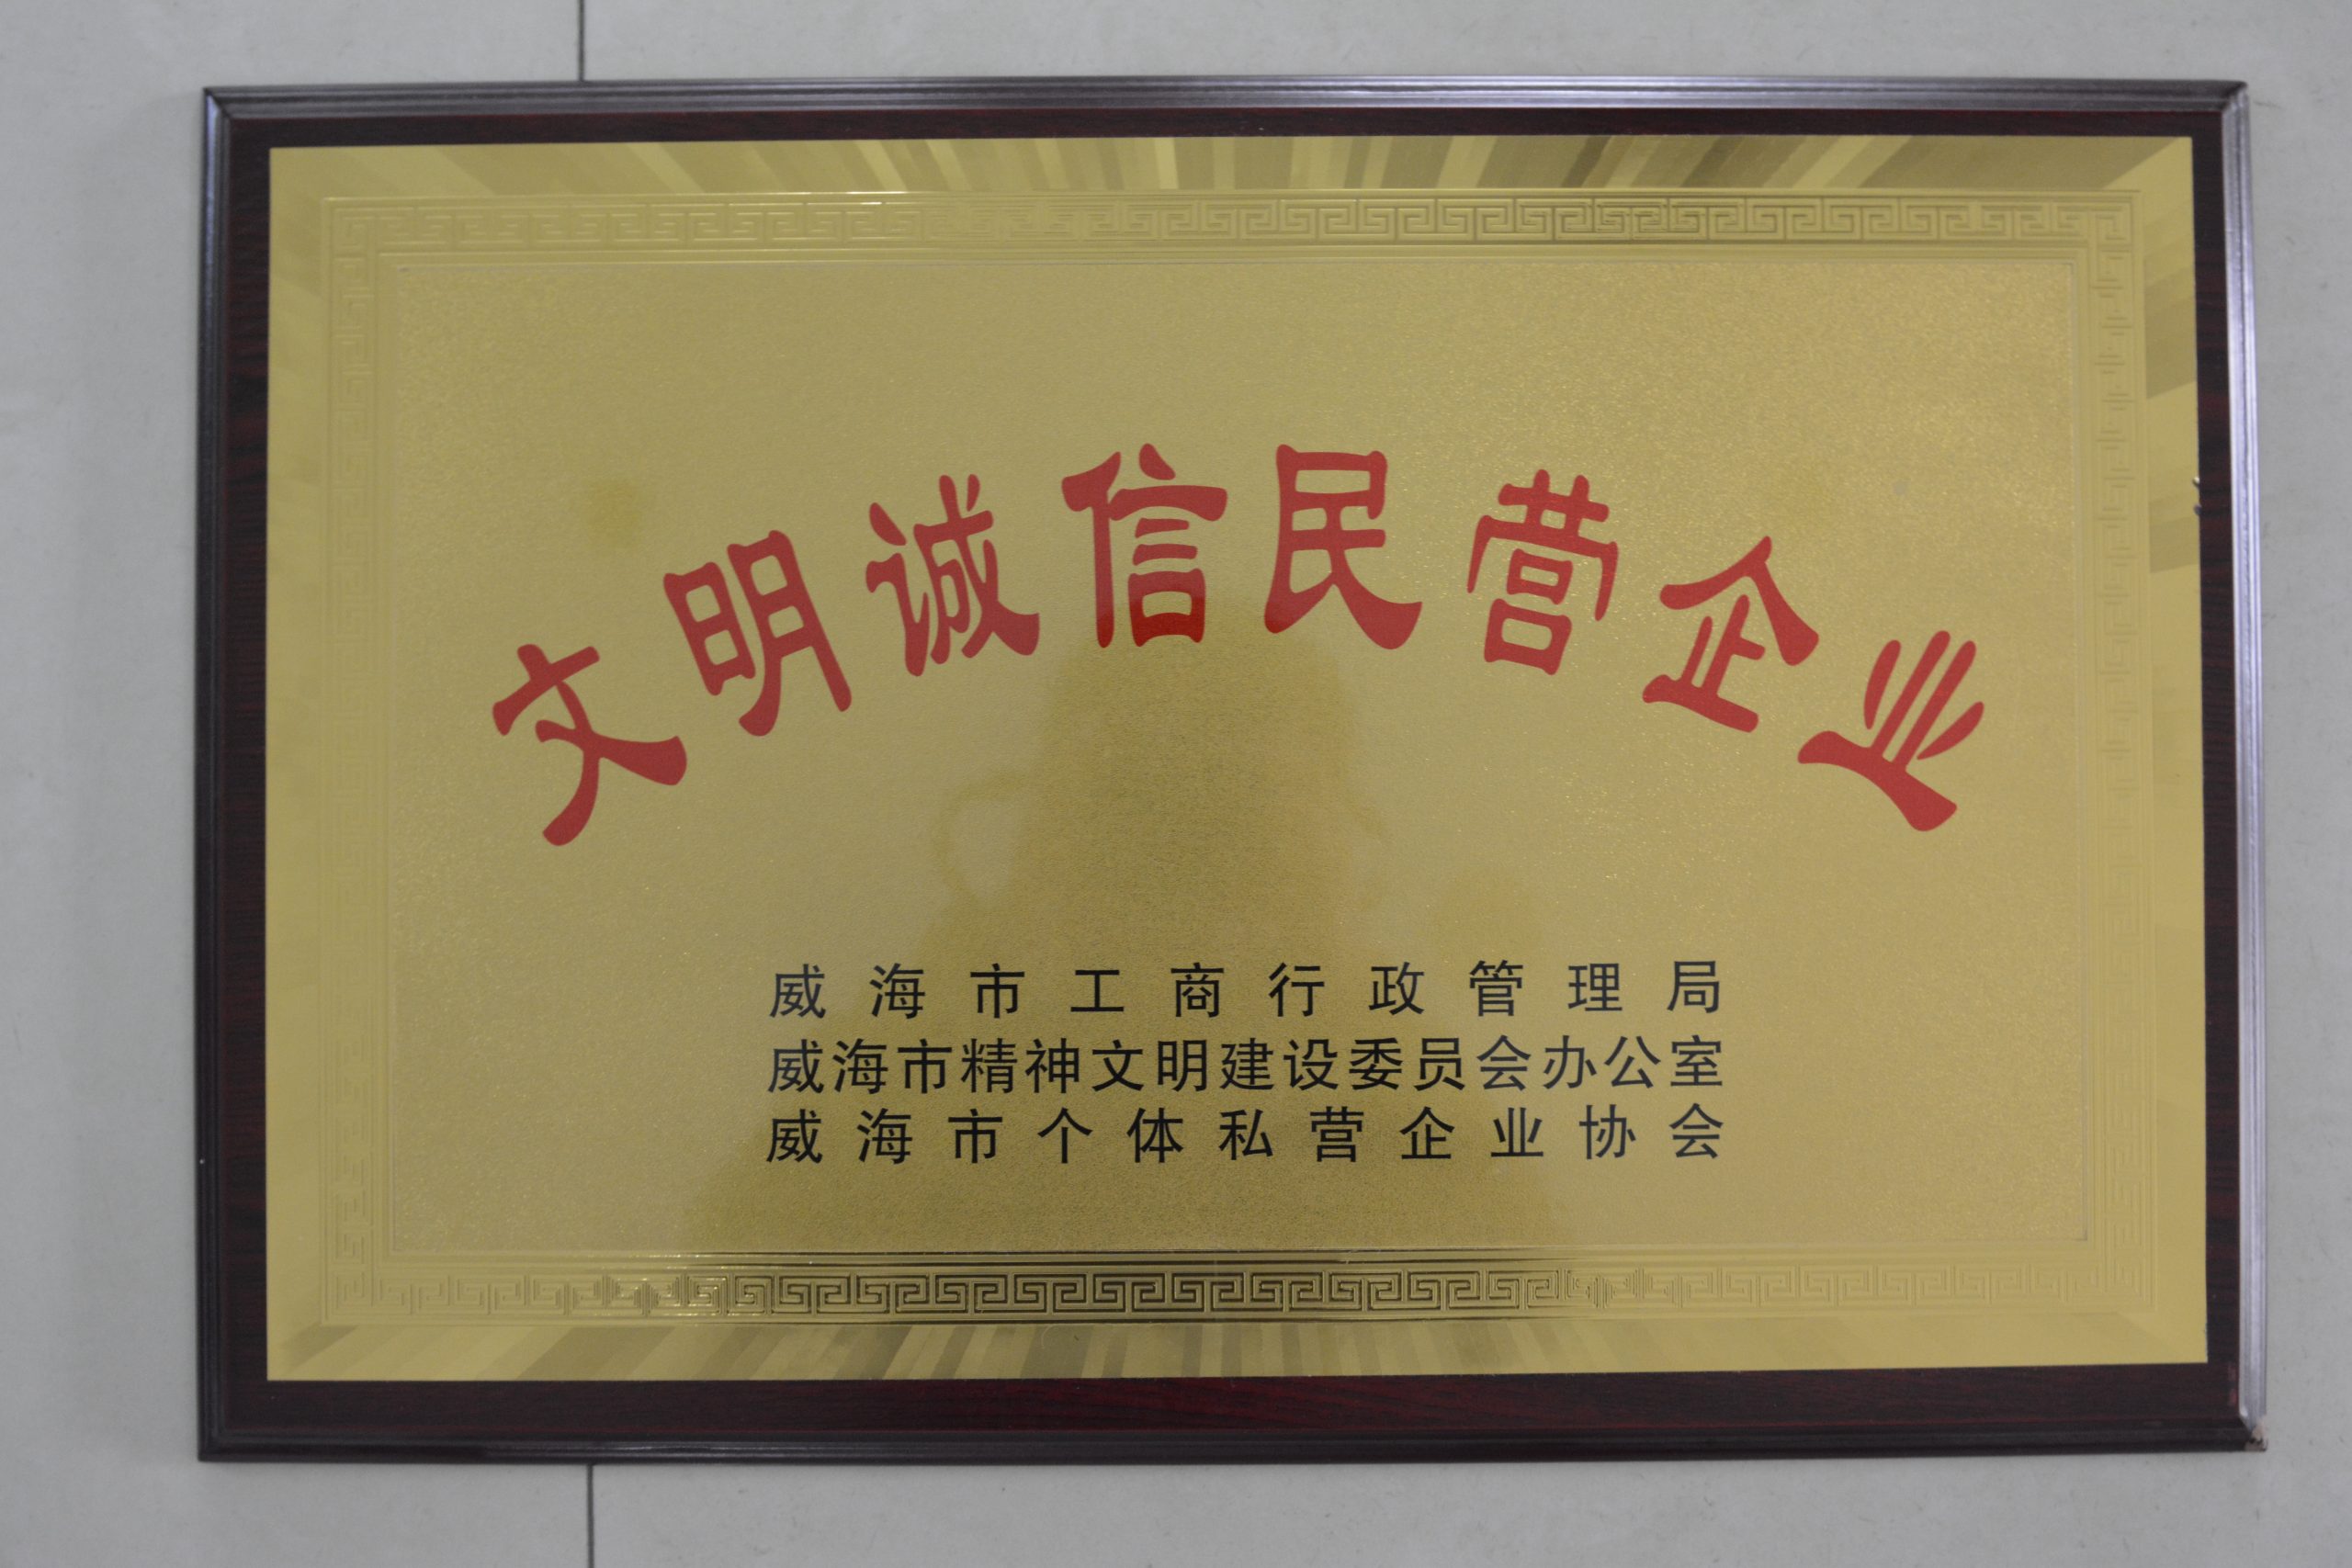 文明诚信民营企业
威海市工商行政管理局
威海市精神文明建设委员会办公室
威海市个体私营企业协会